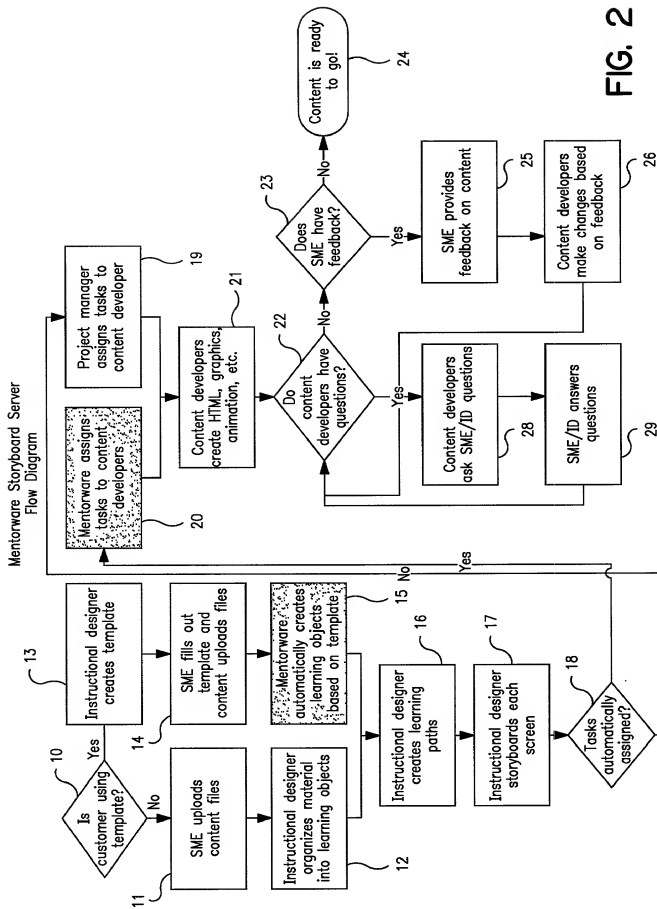 Mentorware Storyboard Server
Flow Diagram
10
Is
customer using
template?
Yes
No
13
Instructional designer
creates template
11
SME uploads
content files
14
SME fills out
template and
content uploads files
12
Instructional designer
organizes material
into learning objects
15
Mentorware
automatically creates
learning objects
based on template
16
Instructional designer
creates learning
paths
17
Instructional designer
storyboards each
screen
18
Tasks
automatically
assigned?
No
Yes
20
Mentorware assigns
tasks to content
developers
19
Project manager
assigns tasks to
content developer
21
Content developers
create HTML, graphics,
animation, etc.
22
Do
content
developers have
questions?
No
Yes
23
Does
SME have
feedback?
No
Yes
24
Content is ready
to go!
28
Content developers
ask SME/ID questions
29
SME/ID answers
questions
25
SME provides
feedback on content
26
Content developers
make changes based
on feedback
FIG. 2